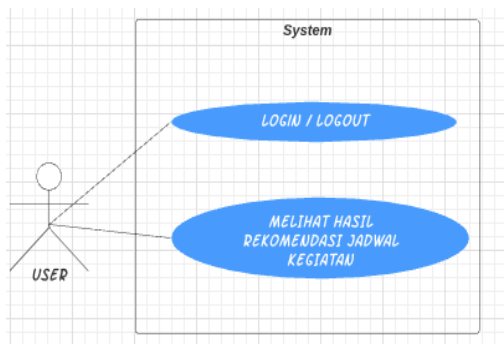 System
LOGIN / LOGOUT
MELIHAT HASIL
REKOMENDASI JADWAL
KEGIATAN
USER